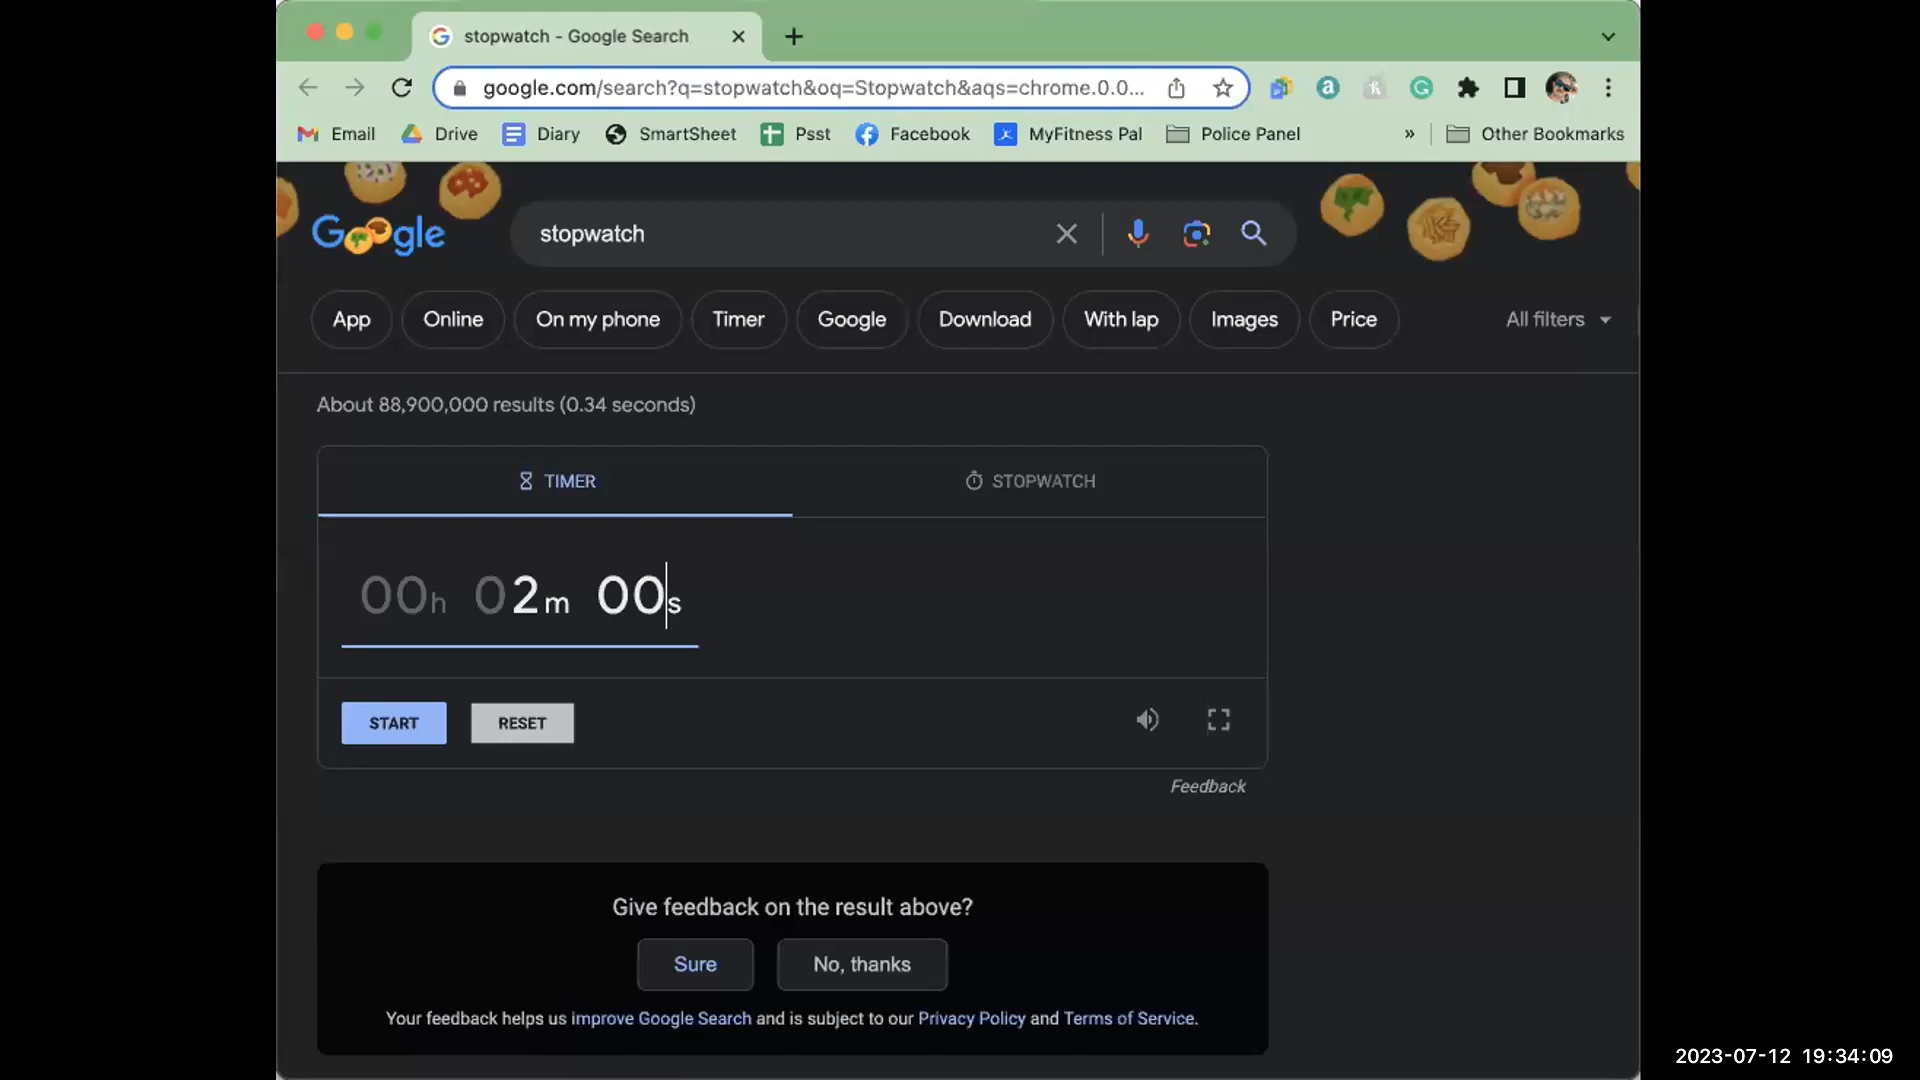 stopwatch - Google Search
google.com/search?q=stopwatch&oq=Stopwatch&aqs=chrome.0.0...
Email Drive Diary SmartSheet Psst Facebook MyFitness Pal Police Panel » Other Bookmarks
Google stopwatch
App Online On my phone Timer Google Download With lap Images Price All filters
About 88,900,000 results (0.34 seconds)
TIMER STOPWATCH
00h 02m 00s
START RESET
Feedback
Give feedback on the result above?
Sure No, thanks
Your feedback helps us improve Google Search and is subject to our Privacy Policy and Terms of Service.
2023-07-12 19:34:09